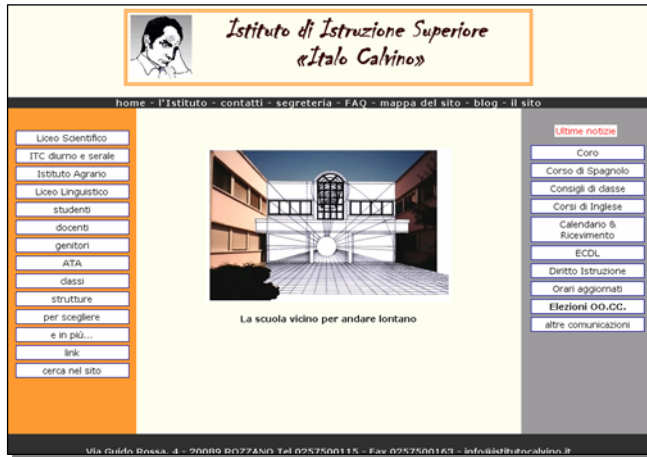 Istituto di Istruzione Superiore
«Italo Calvino»
home - l'Istituto - contatti - segreteria - FAQ - mappa del sito - blog - il sito
Liceo Scientifico
ITC diurno e serale
Istituto Agrario
Liceo Linguistico
studenti
docenti
genitori
ATA
classi
strutture
per scegliere
e in più...
link
cerca nel sito
La scuola vicino per andare lontano
Ultime notizie
Coro
Corso di Spagnolo
Consigli di classe
Corsi di Inglese
Calendario &
Ricevimento
ECDL
Diritto Istruzione
Orari aggiornati
Elezioni OO.CC.
altre comunicazioni
Via Guido Rossa, 4 - 20089 ROZZANO Tel 0257500115 - Fax 0257500163 - info@istitutocalvino.it